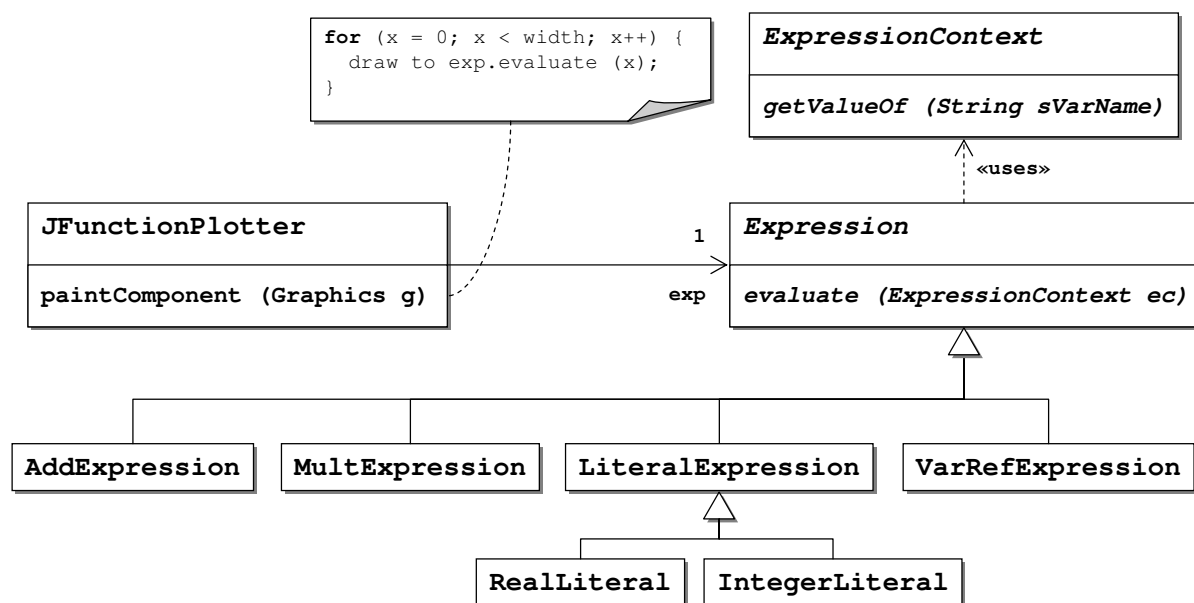 for (x = 0; x < width; x++) {
draw to exp.evaluate (x);
}
ExpressionContext
getValueOf (String sVarName)
«uses»
JFunctionPlotter
paintComponent (Graphics g)
1
exp
Expression
evaluate (ExpressionContext ec)
AddExpression
MultExpression
LiteralExpression
VarRefExpression
RealLiteral
IntegerLiteral